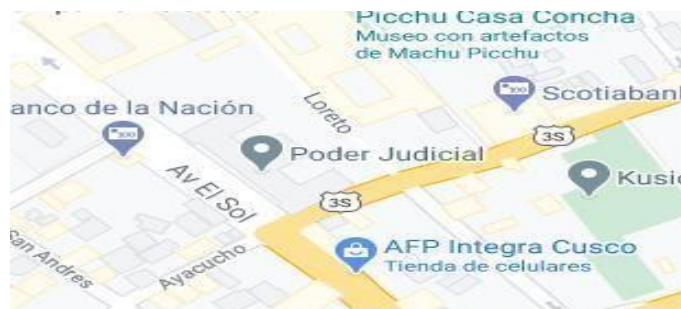 Picchu Casa Concha
Museo con artefactos
de Machu Picchu
Scotiabank
anco de la Nación
Loreto
3S
Poder Judicial
Kusic
3S
Av El Sol
AFP Integra Cusco
Tienda de celulares
San Andres
Ayacucho